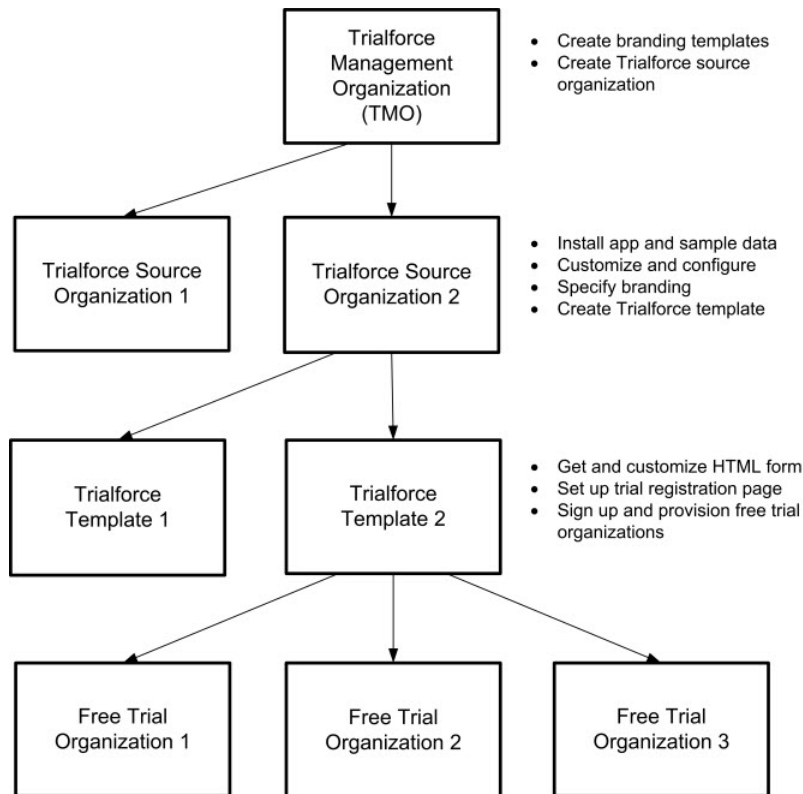 Trialforce
Management
Organization
(TMO)
• Create branding templates
• Create Trialforce source
organization
Trialforce Source
Organization 1
Trialforce Source
Organization 2
• Install app and sample data
• Customize and configure
• Specify branding
• Create Trialforce template
Trialforce
Template 1
Trialforce
Template 2
• Get and customize HTML form
• Set up trial registration page
• Sign up and provision free trial
organizations
Free Trial
Organization 1
Free Trial
Organization 2
Free Trial
Organization 3